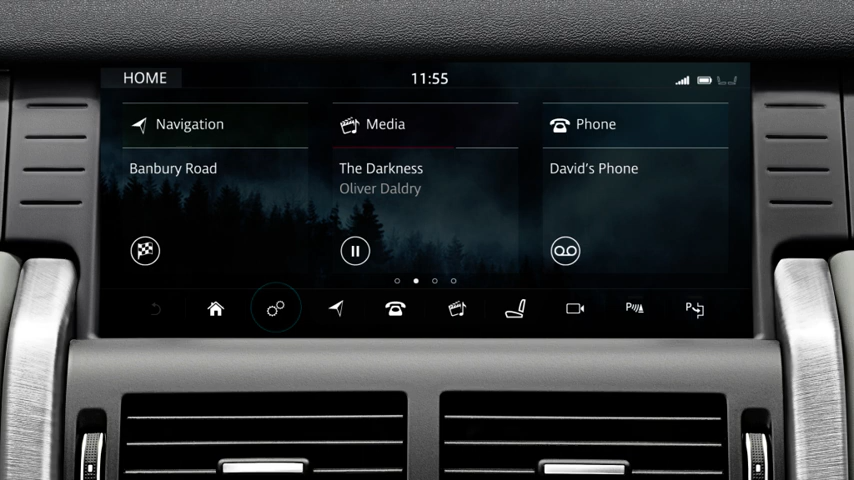 HOME
11:55
Navigation
Media
Phone
Banbury Road
The Darkness
Oliver Daldry
David's Phone
P
P